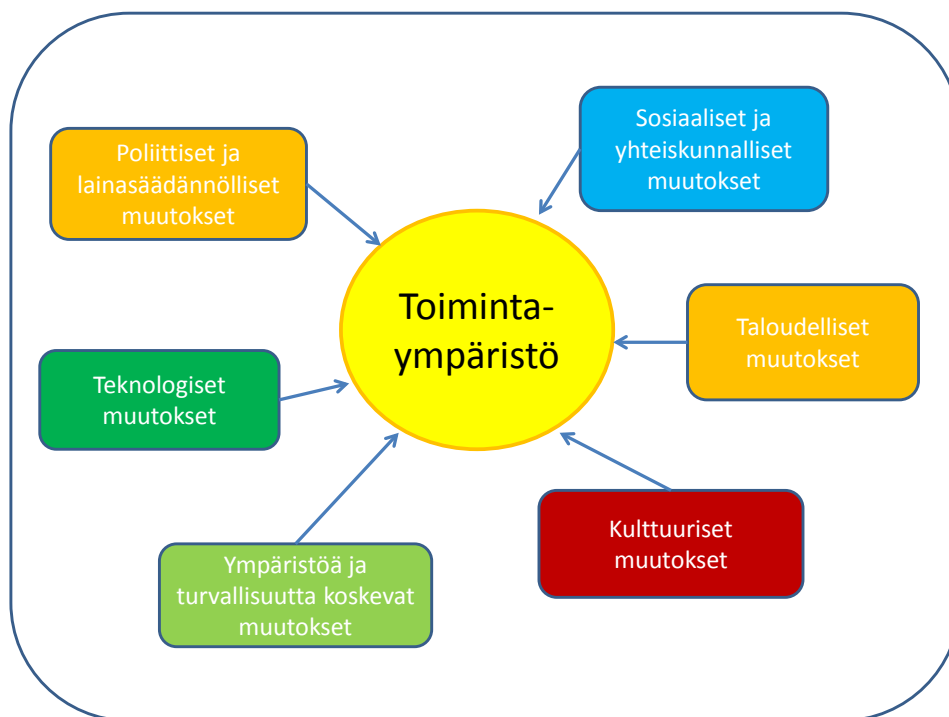 Poliittiset ja
lainasäädännölliset
muutokset
Sosiaaliset ja
yhteiskunnalliset
muutokset
Toiminta-
ympäristö
Taloudelliset
muutokset
Teknologiset
muutokset
Kulttuuriset
muutokset
Ympäristöä ja
turvallisuutta koskevat
muutokset